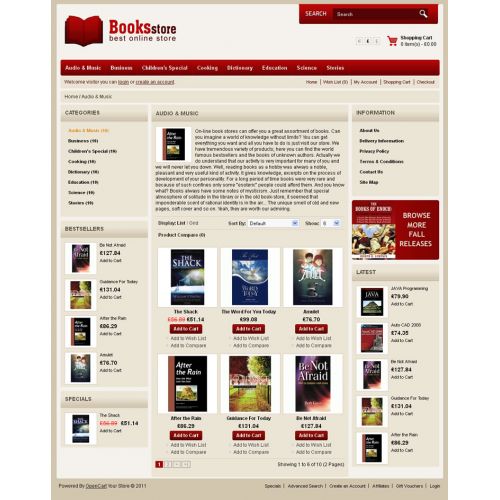 SEARCH
Search
Booksstore
best online store
€ £ $
Shopping Cart
0 item(s) - £0.00
Audio & Music Business Children's Special Cooking Dictionary Education Science Stories
Welcome visitor you can login or create an account.
Home Wish List (0) My Account Shopping Cart Checkout
Home / Audio & Music
CATEGORIES
Audio & Music (10)
Business (10)
Children's Special (10)
Cooking (10)
Dictionary (10)
Education (10)
Science (10)
Stories (10)
BESTSELLERS
Be Not Afraid
€127.84
Add to Cart
Guidance For Today
€131.04
Add to Cart
After the Rain
€86.29
Add to Cart
Amulet
€76.70
Add to Cart
SPECIALS
The Shack
€56.89 €51.14
Add to Cart
AUDIO & MUSIC
After the Rain
On-line book stores can offer you a great assortment of books. Can
you imagine a world of knowledge without limits? You can get
everything you want and all you have to do is just visit our store. We
have tremendous variety of products, here you can find the world
famous bestsellers and the books of unknown authors. Actually we
do understand that our activity is very important for many of you and
we will never let you down. Well, reading books as a hobby was always a noble,
pleasant and very useful kind of activity. It gives knowledge, excerpts on the process of
development of your personality. For a long period of time books were very rare and
because of such confines only some "esoteric" people could afford them. And you know
what? Books always have some notes of mysticism. Just remember that special
atmosphere of solitude in the library or in the old book-store, it seemed that
imponderable scent of rational identity is in the air... The unique smell of old and new
pages, soft cover and so on. Yeah, they are worth our admiring.
Display: List / Grid
Sort By: Default
Show: 6
Product Compare (0)
THE SHACK
WORD TODAY
AMULET
The Shack
€56.89 €51.14
Add to Cart
Add to Wish List
Add to Compare
The Word For You Today
€99.08
Add to Cart
Add to Wish List
Add to Compare
Amulet
€76.70
Add to Cart
Add to Wish List
Add to Compare
After the Rain
Be Not Afraid
After the Rain
€86.29
Add to Cart
Add to Wish List
Add to Compare
Guidance For Today
€131.04
Add to Cart
Add to Wish List
Add to Compare
Be Not Afraid
€127.84
Add to Cart
Add to Wish List
Add to Compare
1 2 > >|
Showing 1 to 6 of 10 (2 Pages)
INFORMATION
About Us
Delivery Information
Privacy Policy
Terms & Conditions
Contact Us
Site Map
THE BOOKS OF ENOCH:
BROWSE
MORE
FALL
RELEASES
LATEST
JAVA
JAVA Programming
€79.90
Add to Cart
Auto CAD 2008
€74.35
Add to Cart
Be Not Afraid
€127.84
Add to Cart
Guidance For Today
€131.04
Add to Cart
After the Rain
€86.29
Add to Cart
Powered By OpenCart Your Store © 2011
Specials | Advanced Search | Create an Account | Affiliates | Gift Vouchers | Login